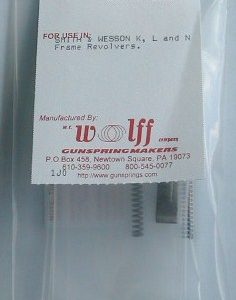 FOR USE IN:
SMITH & WESSON K, L and N
Frame Revolvers.
Manufactured By:
W.C.
Wolff
company
GUNSPRINGMAKERS
P.O.Box 458, Newtown Square, PA 19073
610-359-9600 800-545-0077
1J0 http://www.gunsprings.com